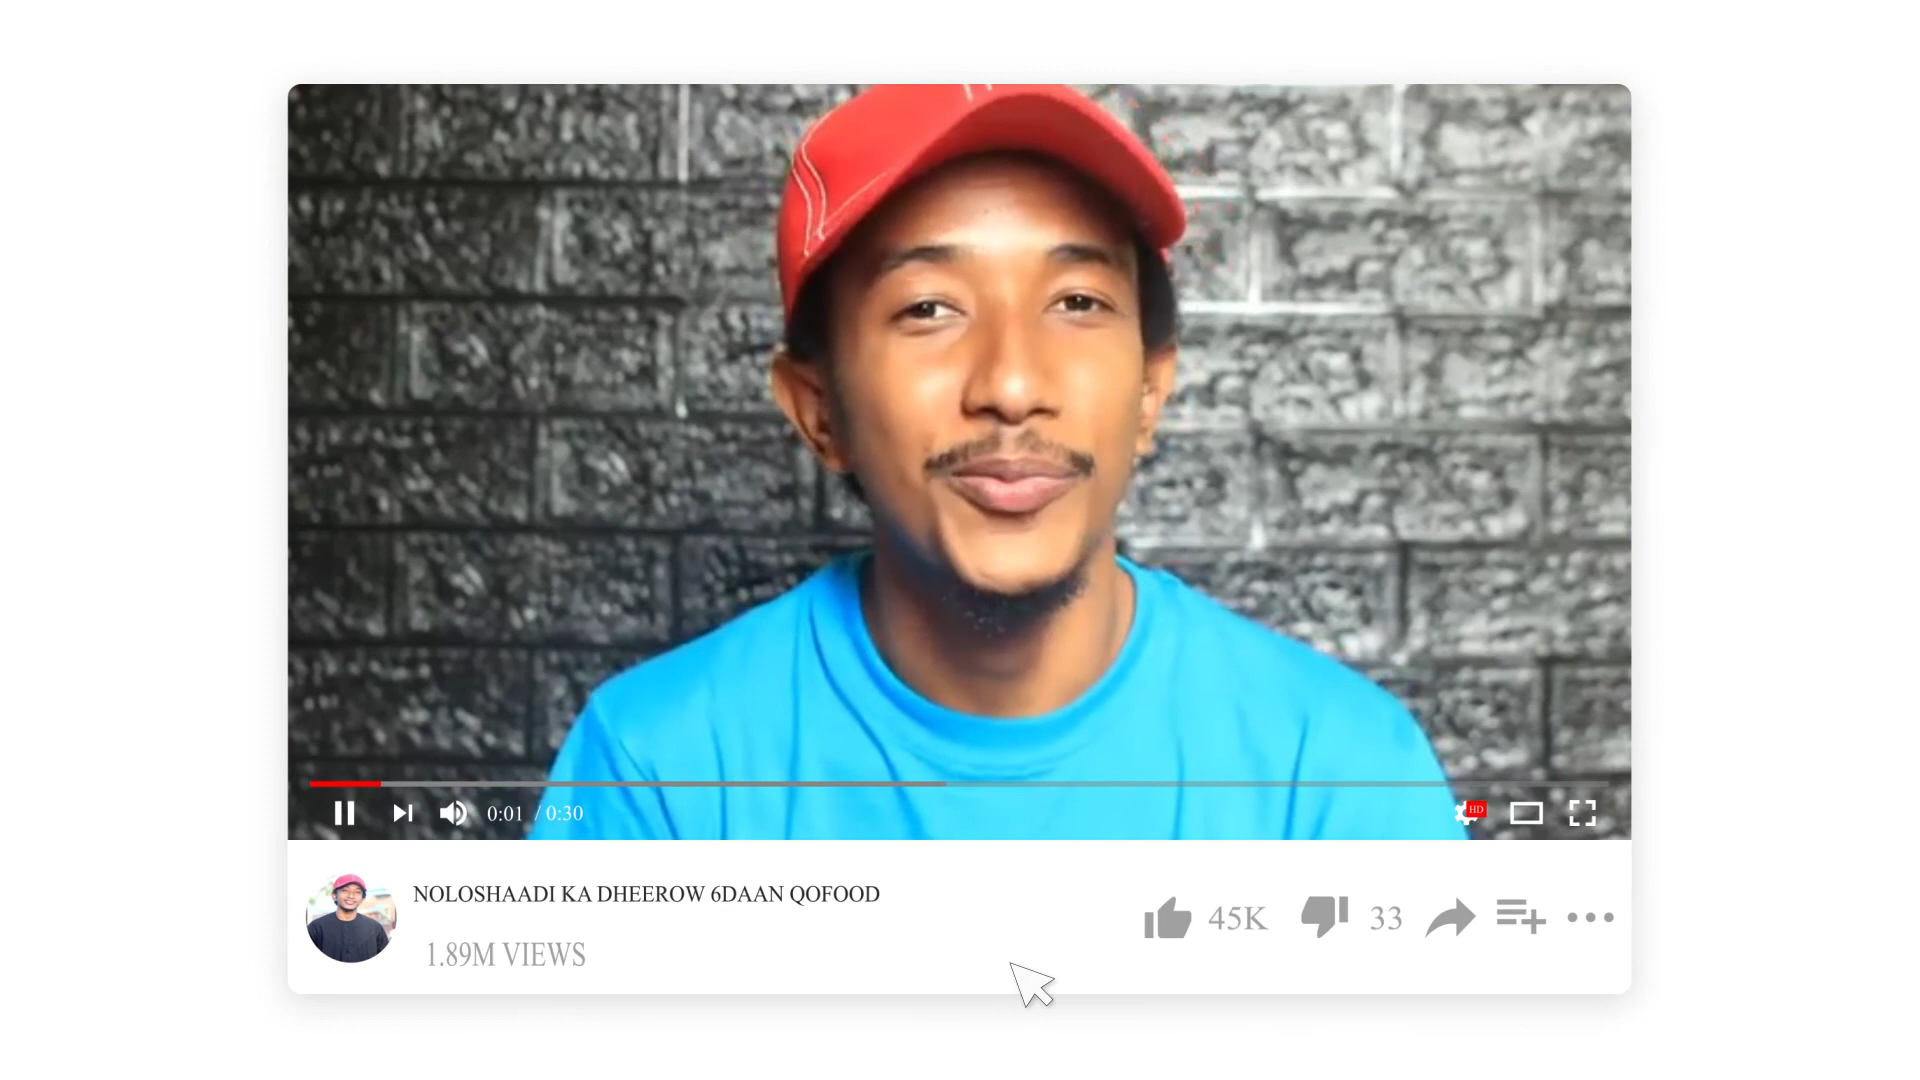 0:01 / 0:30
HD
NOLOSHAADI KA DHEEROW 6DAAN QOFOOD
1.89M VIEWS
45K
33